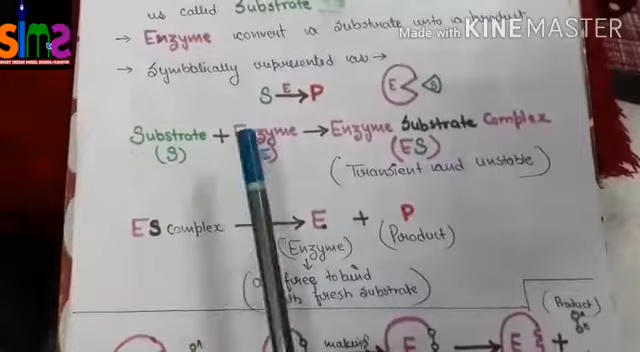 is called Substrate
→ Enzyme convert a substrate into a product
Made with KINEMASTER
SIMS
→ Symbolically represented as →
S E→ P
E S
Substrate + Enzyme → Enzyme Substrate Complex
(S) (E) (ES)
(Transient and unstable)
ES complex → E + P
(Enzyme) (Product)
↓
free to bind
fresh substrate)
(Product)
making
E → E +